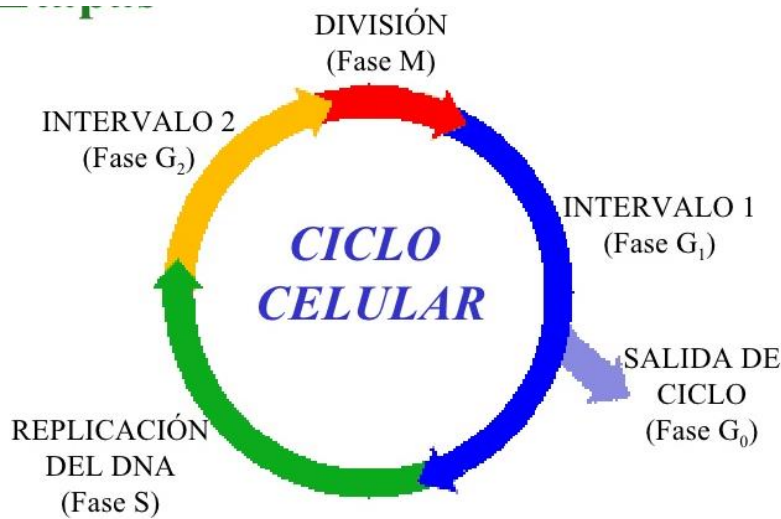 DIVISIÓN
(Fase M)
INTERVALO 2
(Fase G₂)
INTERVALO 1
(Fase G₁)
CICLO
CELULAR
SALIDA DE
CICLO
(Fase G₀)
REPLICACIÓN
DEL DNA
(Fase S)